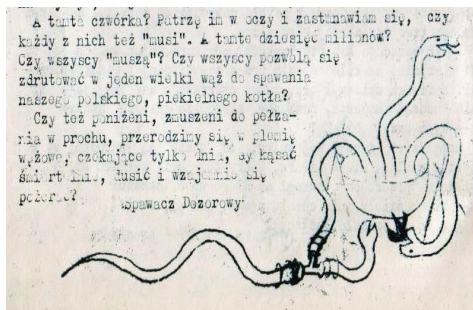 A tamta czwórka? Patrzę im w oczy i zastanawiam się, czy
każdy z nich też "musi". A tamte dziesięć milionów?
Czy wszyscy "muszą"? Czy wszyscy pozwolą się
zdrutować w jeden wielki wąż do spawania
naszego polskiego, piekielnego kotła?
Czy też poniżeni, zmuszeni do pełza-
nia w prochu, przerodzimy się w plemię
wężowe, czekające tylko dnia, by kąsać
śmiertelnie, dusić i wzajemnie się
pożerać?
Spawacz Dozorowy